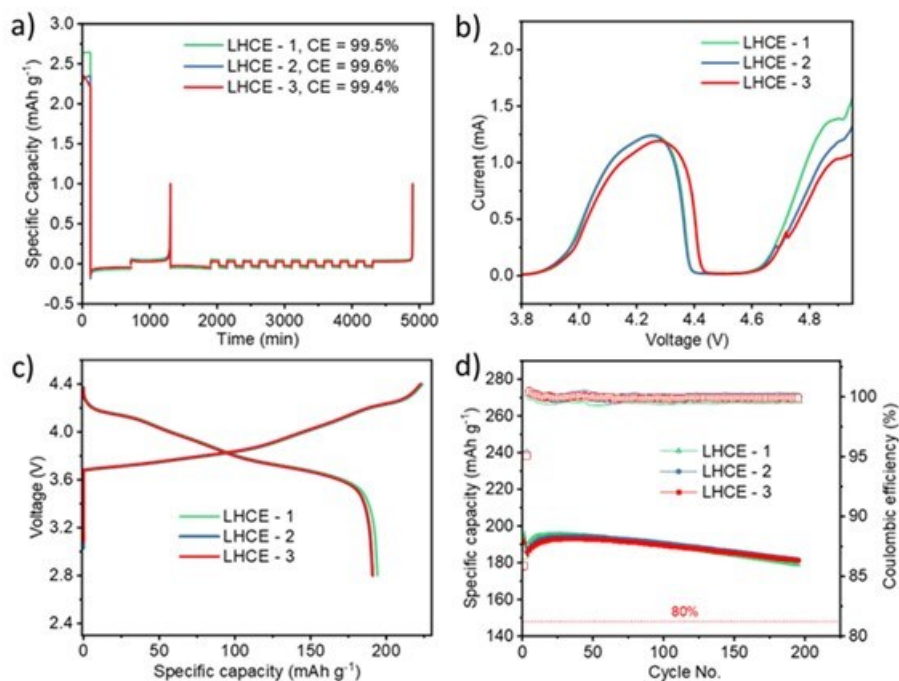 a)
3.0
2.5
2.0
1.5
1.0
0.5
0.0
-0.5
Specific Capacity (mAh g⁻¹)
LHCE - 1, CE = 99.5%
LHCE - 2, CE = 99.6%
LHCE - 3, CE = 99.4%
0 1000 2000 3000 4000 5000
Time (min)
b)
2.0
1.5
1.0
0.5
0.0
Current (mA)
LHCE - 1
LHCE - 2
LHCE - 3
3.8 4.0 4.2 4.4 4.6 4.8
Voltage (V)
c)
4.4
4.0
3.6
3.2
2.8
2.4
Voltage (V)
LHCE - 1
LHCE - 2
LHCE - 3
0 50 100 150 200
Specific capacity (mAh g⁻¹)
d)
280
260
240
220
200
180
160
140
Specific capacity (mAh g⁻¹)
LHCE - 1
LHCE - 2
LHCE - 3
80%
100
95
90
85
80
Coulombic efficiency (%)
0 50 100 150 200
Cycle No.